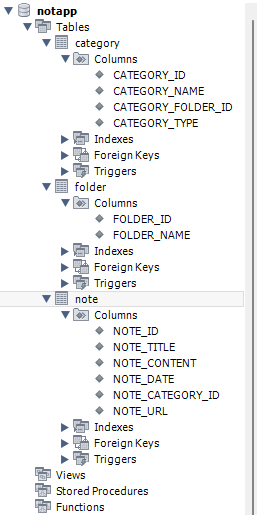 notapp
Tables
category
Columns
CATEGORY_ID
CATEGORY_NAME
CATEGORY_FOLDER_ID
CATEGORY_TYPE
Indexes
Foreign Keys
Triggers
folder
Columns
FOLDER_ID
FOLDER_NAME
Indexes
Foreign Keys
Triggers
note
Columns
NOTE_ID
NOTE_TITLE
NOTE_CONTENT
NOTE_DATE
NOTE_CATEGORY_ID
NOTE_URL
Indexes
Foreign Keys
Triggers
Views
Stored Procedures
Functions